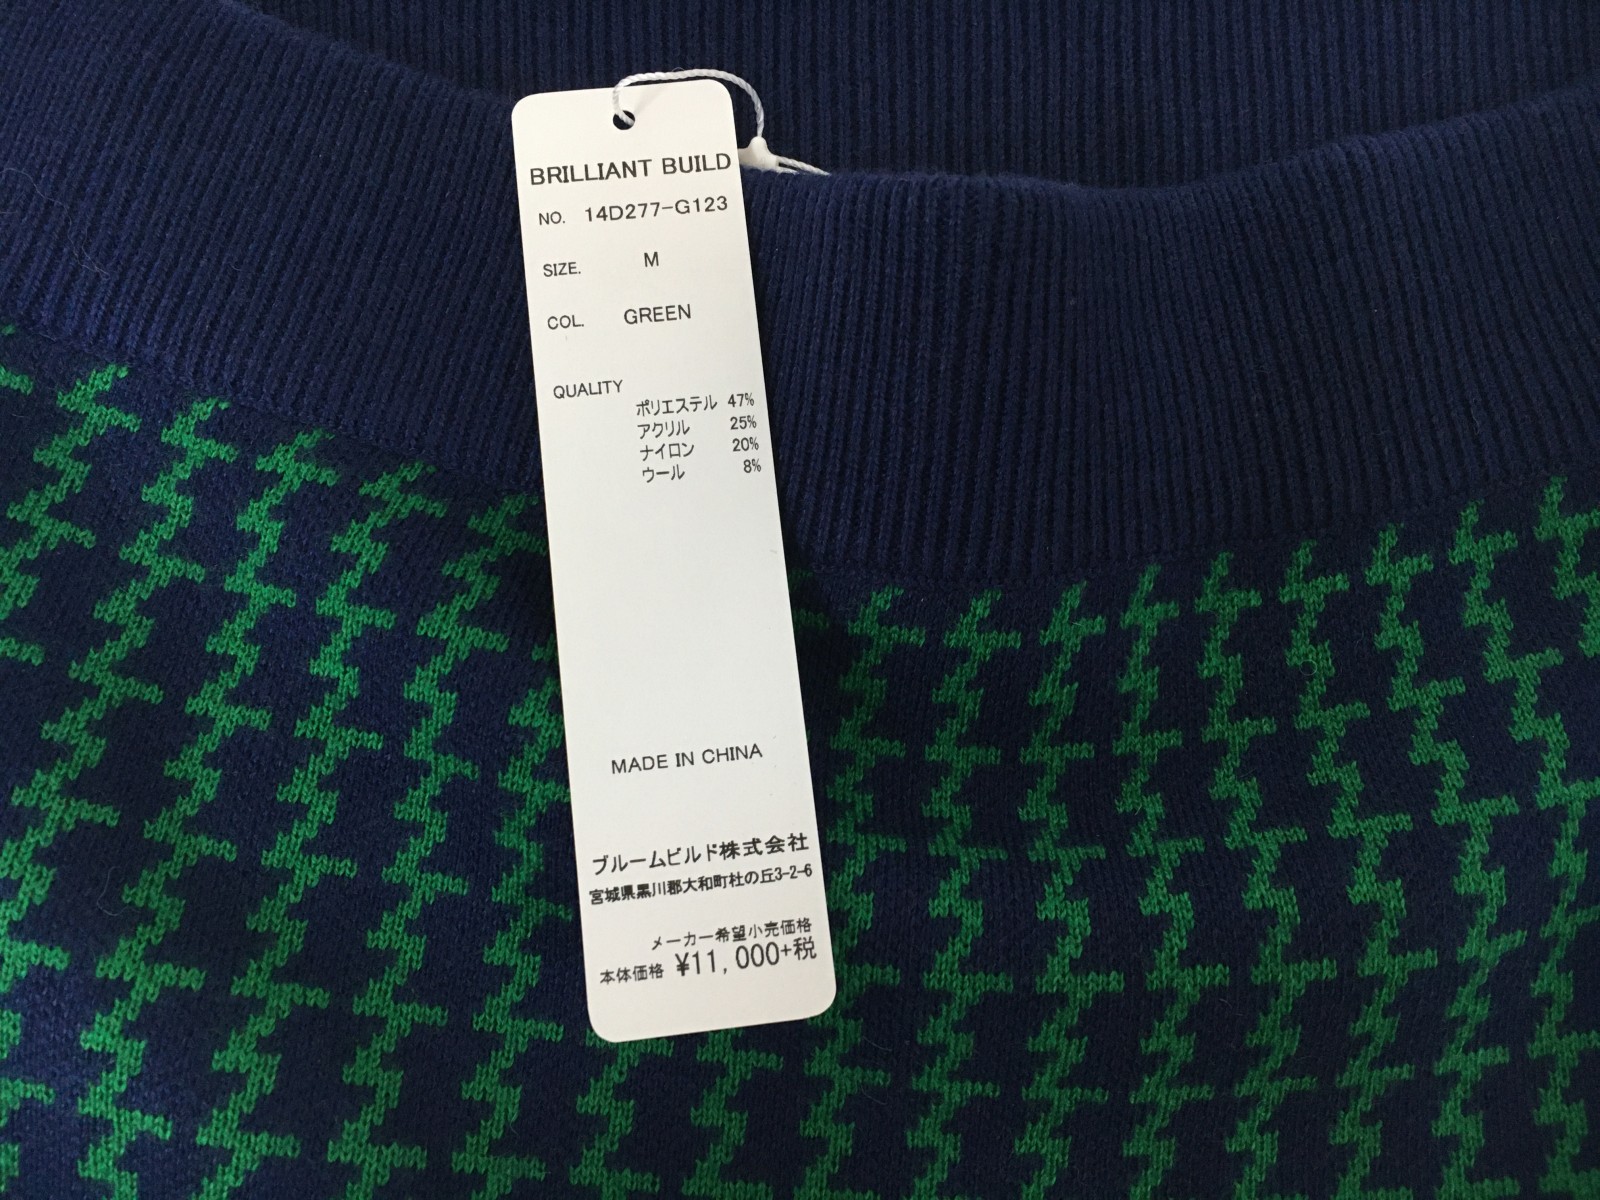 BRILLIANT BUILD
NO. 14D277-G123
SIZE. M
COL. GREEN
QUALITY
ポリエステル 47%
アクリル 25%
ナイロン 20%
ウール 8%
MADE IN CHINA
ブルームビルド株式会社
宮城県黒川郡大和町杜の丘3-2-6
メーカー希望小売価格
本体価格 ¥11,000+税